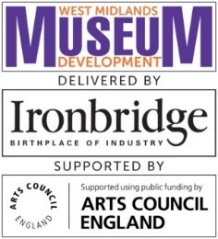 WEST MIDLANDS
MUSEUM
DEVELOPMENT
DELIVERED BY
Ironbridge
BIRTHPLACE OF INDUSTRY
SUPPORTED BY
ARTS COUNCIL
ENGLAND
Supported using public funding by
ARTS COUNCIL
ENGLAND